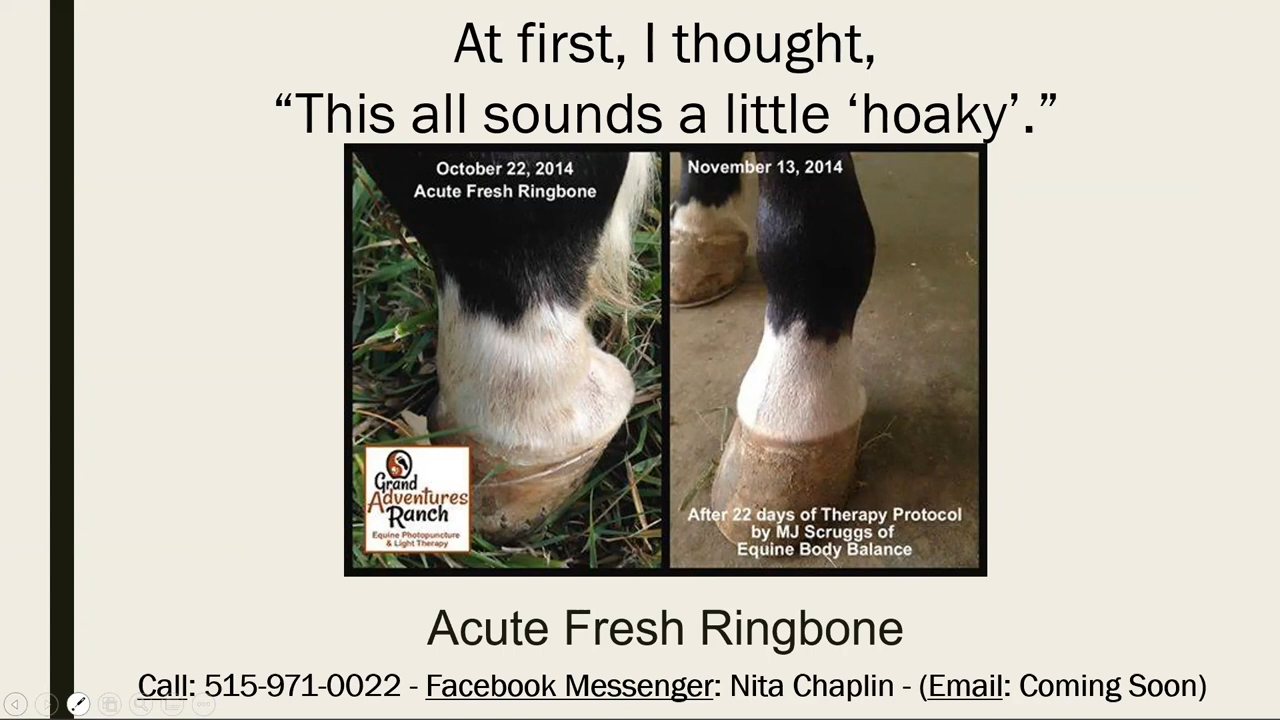 At first, I thought,
“This all sounds a little ‘hoaky’.”
October 22, 2014
Acute Fresh Ringbone
Grand
Adventures
Ranch
Equine Photopuncture
& Light Therapy
November 13, 2014
After 22 days of Therapy Protocol
by MJ Scruggs of
Equine Body Balance
Acute Fresh Ringbone
Call: 515-971-0022 - Facebook Messenger: Nita Chaplin - (Email: Coming Soon)